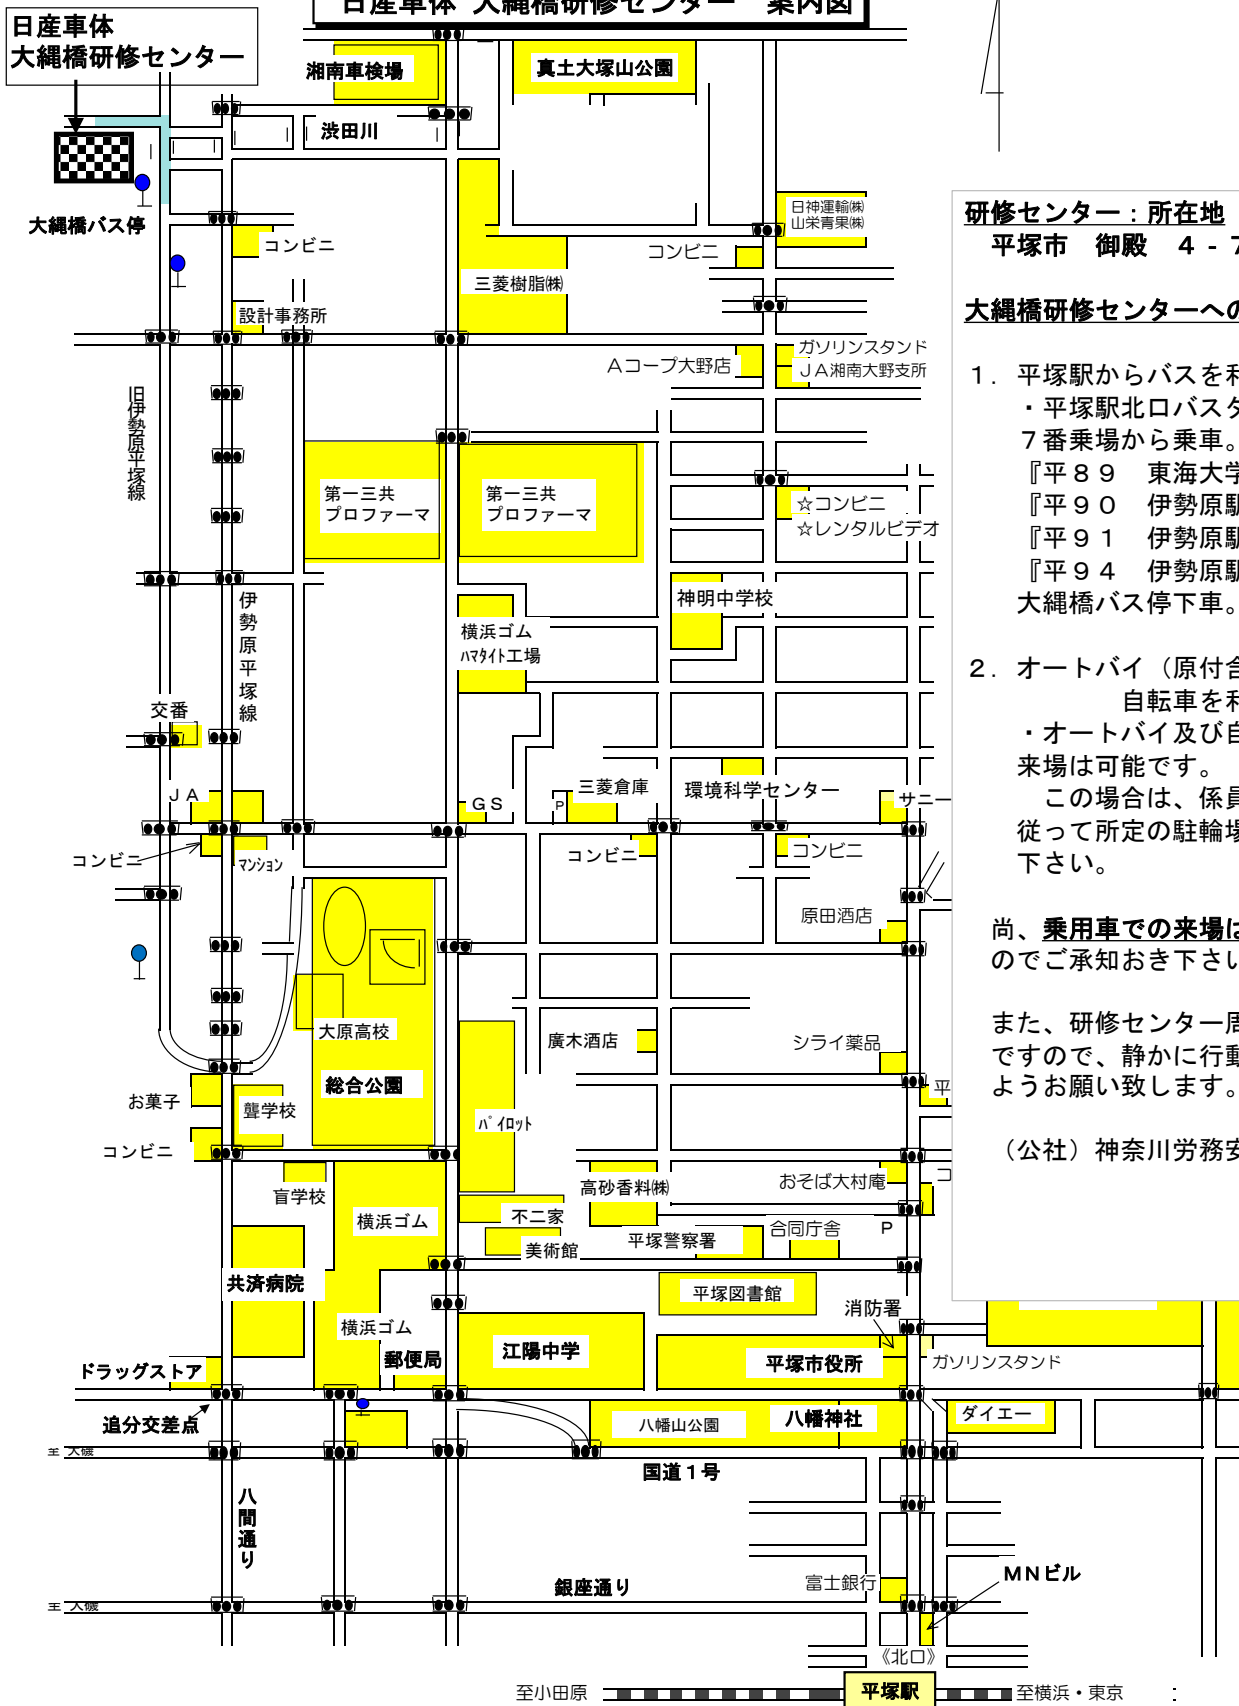 日産車体 大縄橋研修センター 案内図
日産車体
大縄橋研修センター
湘南車検場
真土大塚山公園
渋田川
大縄橋バス停
コンビニ
日神運輸㈱
山栄青果㈱
コンビニ
三菱樹脂㈱
設計事務所
Aコープ大野店
ガソリンスタンド
JA湘南大野支所
旧伊勢原平塚線
第一三共
プロファーマ
第一三共
プロファーマ
☆コンビニ
☆レンタルビデオ
伊勢原平塚線
神明中学校
横浜ゴム
ﾊﾏﾀｲﾄ工場
交番
JA
GS
P
三菱倉庫
環境科学センター
サニー
コンビニ
マンション
コンビニ
コンビニ
原田酒店
大原高校
廣木酒店
シライ薬品
お菓子
聾学校
総合公園
パイロット
平
コンビニ
盲学校
高砂香料㈱
おそば大村庵
コ
横浜ゴム
不二家
美術館
平塚警察署
合同庁舎
P
共済病院
平塚図書館
消防署
横浜ゴム
郵便局
江陽中学
平塚市役所
ガソリンスタンド
ドラッグストア
追分交差点
八幡山公園
八幡神社
ダイエー
至 大磯
国道1号
八間通り
銀座通り
富士銀行
MNビル
至 大磯
《北口》
至小田原
平塚駅
至横浜・東京
研修センター:所在地
平塚市 御殿 4-7
大縄橋研修センターへの
1. 平塚駅からバスを利
・平塚駅北口バスタ
7番乗場から乗車。
『平89 東海大学
『平90 伊勢原駅
『平91 伊勢原駅
『平94 伊勢原駅
大縄橋バス停下車。
2. オートバイ(原付含
自転車を利
・オートバイ及び自
来場は可能です。
この場合は、係員
従って所定の駐輪場
下さい。
尚、乗用車での来場は
のでご承知おき下さい
また、研修センター周
ですので、静かに行動
ようお願い致します。
(公社)神奈川労務安